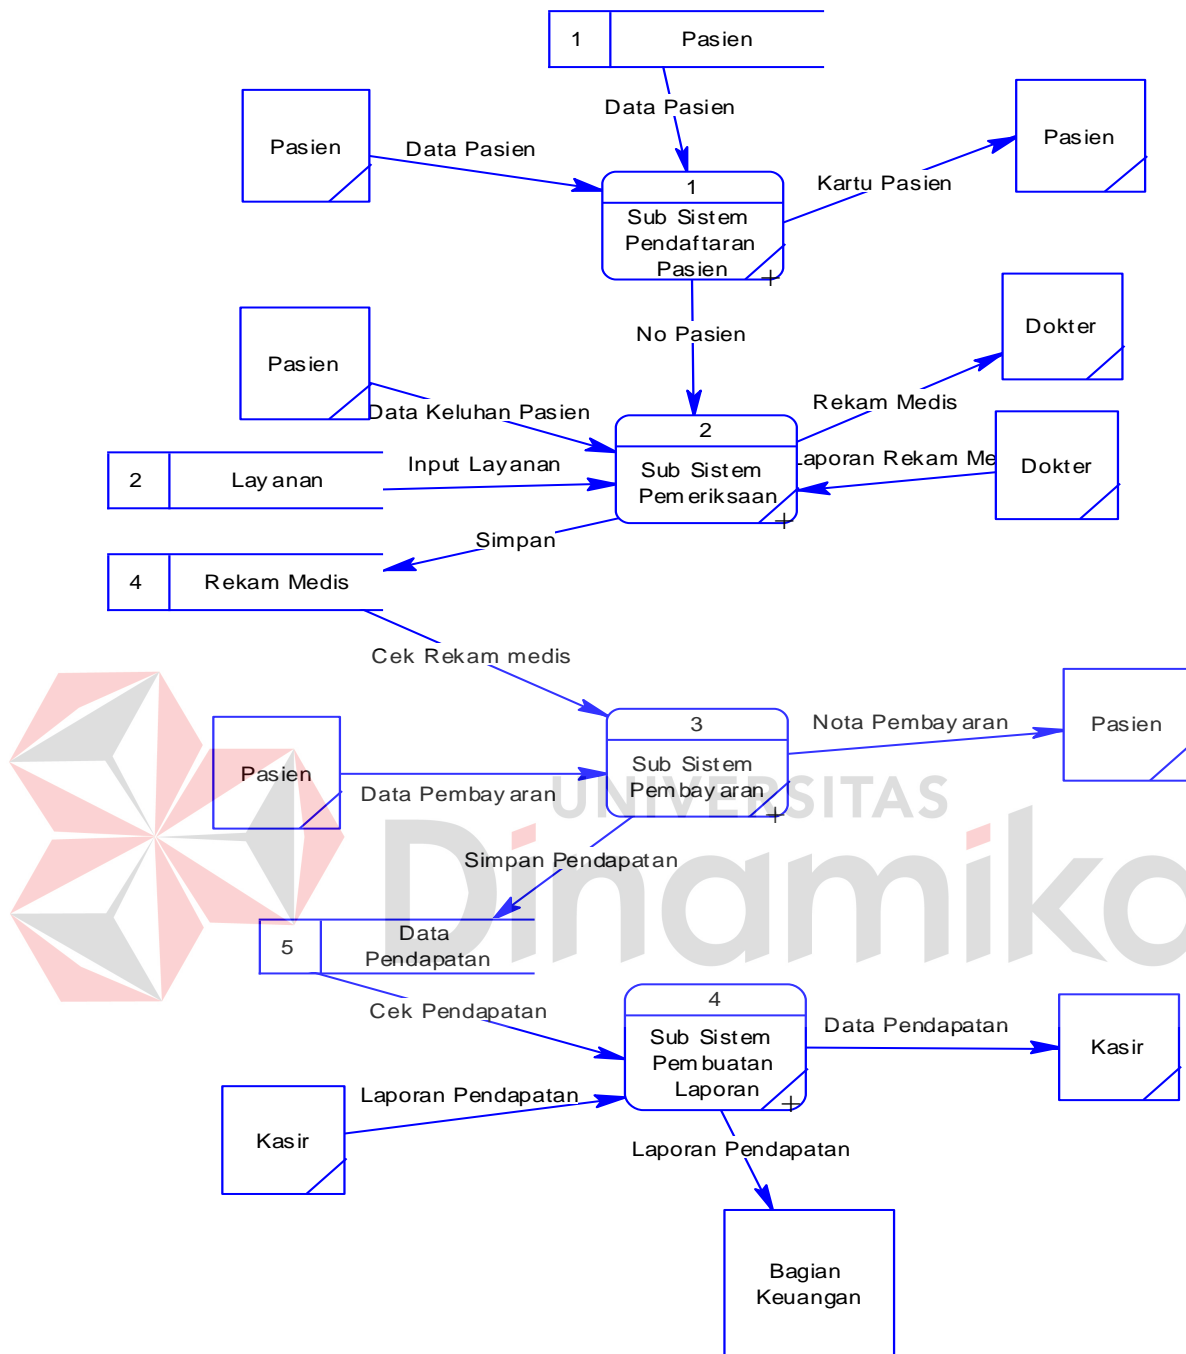 1 Pasien
Data Pasien
Pasien
Data Pasien
Pasien
Kartu Pasien
1
Sub Sistem
Pendaftaran
Pasien
No Pasien
Pasien
Dokter
Data Keluhan Pasien
Rekam Medis
2
Sub Sistem
Pemeriksaan
2 Layanan
Input Layanan
Laporan Rekam Me
Dokter
Simpan
4 Rekam Medis
Cek Rekam medis
3
Sub Sistem
Pembayaran
Nota Pembayaran
Pasien
Pasien
Data Pembayaran
UNIVERSITAS
Dinamika
Simpan Pendapatan
5 Data
Pendapatan
Cek Pendapatan
4
Sub Sistem
Pembuatan
Laporan
Data Pendapatan
Kasir
Laporan Pendapatan
Kasir
Laporan Pendapatan
Bagian
Keuangan